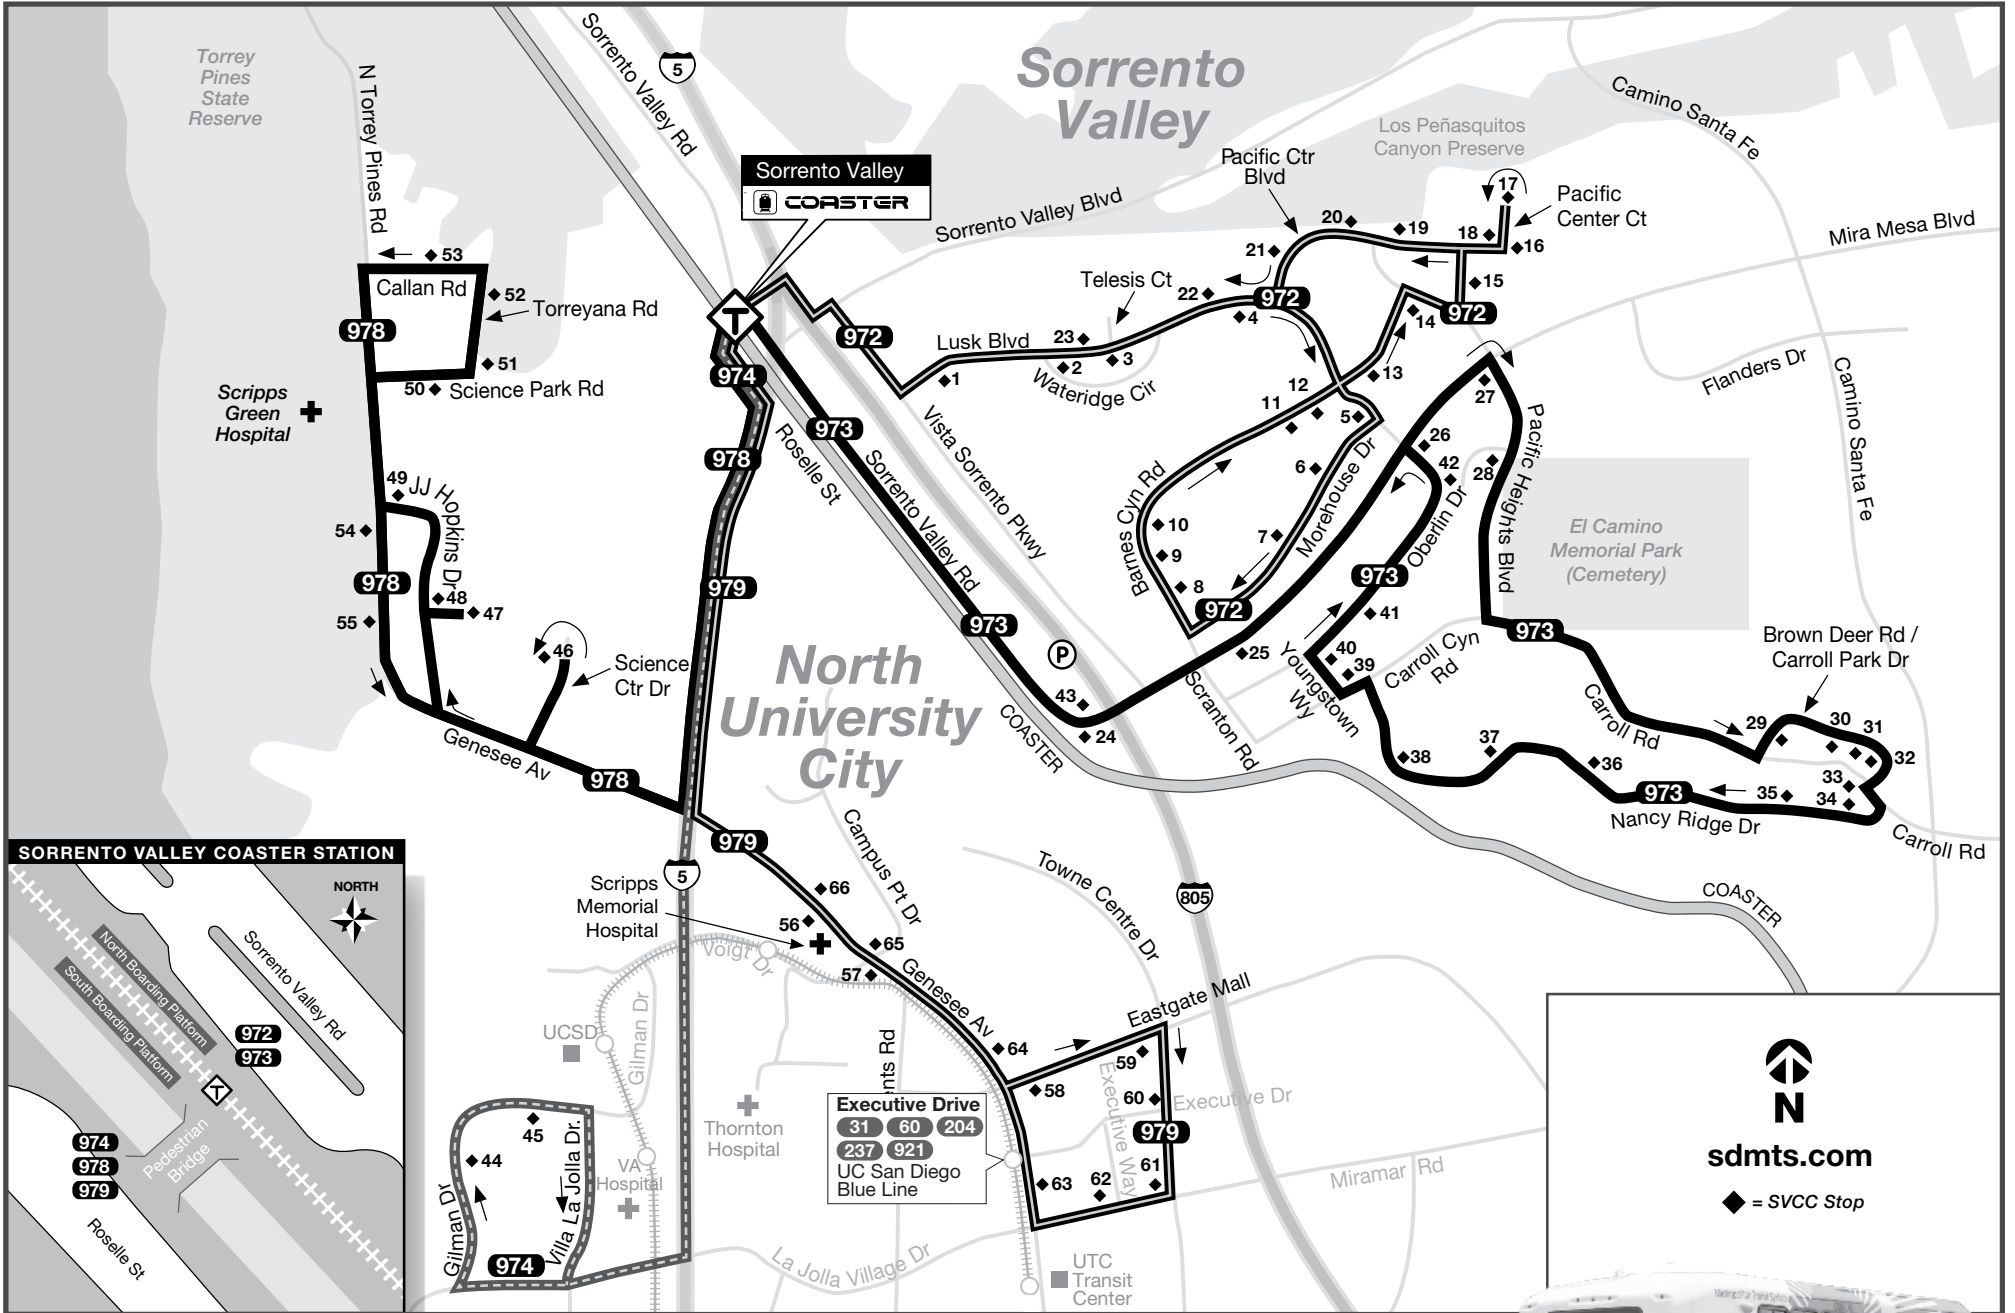 Torrey
Pines
State
Reserve
N Torrey Pines Rd
Sorrento Valley Rd
5
Sorrento
Valley
Los Peñasquitos
Canyon Preserve
Camino Santa Fe
Mira Mesa Blvd
Sorrento Valley
COASTER
Sorrento Valley Blvd
Pacific Ctr
Blvd
Pacific
Center Ct
17
20
19
18
16
21
15
22
972
4
14
972
Telesis Ct
23
Lusk Blvd
972
1
2
3
Wateridge Cir
13
12
11
5
6
7
10
9
8
972
Barnes Cyn Rd
Morehouse Dr
27
26
42
28
Flanders Dr
Camino Santa Fe
Pacific Heights Blvd
El Camino
Memorial Park
(Cemetery)
Oberlin Dr
973
41
40
39
25
Youngstown
Wy
Carroll Cyn
Rd
Scranton Rd
973
Brown Deer Rd /
Carroll Park Dr
Carroll Rd
29
30
31
32
33
34
35
36
37
38
973
Nancy Ridge Dr
Carroll Rd
COASTER
53
Callan Rd
52
Torreyana Rd
978
51
50
Science Park Rd
Scripps
Green
Hospital
49
JJ Hopkins Dr
54
978
48
47
55
46
Science
Ctr Dr
Genesee Av
978
T
974
978
979
Roselle St
973
Sorrento Valley Rd
Vista Sorrento Pkwy
973
P
43
24
COASTER
North
University
City
979
5
Scripps
Memorial
Hospital
66
56
65
57
Campus Pt Dr
Towne Centre Dr
805
Voigt Dr
Genesee Av
Eastgate Mall
64
58
59
60
Executive Dr
Executive Way
979
61
62
63
Miramar Rd
UCSD
Gilman Dr
Thornton
Hospital
VA
Hospital
ents Rd
Executive Drive
31 60 204
237 921
UC San Diego
Blue Line
45
44
Gilman Dr
Villa La Jolla Dr.
974
La Jolla Village Dr
UTC
Transit
Center
SORRENTO VALLEY COASTER STATION
NORTH
North Boarding Platform
South Boarding Platform
Sorrento Valley Rd
972
973
T
974
978
979
Pedestrian
Bridge
Roselle St
N
sdmts.com
= SVCC Stop